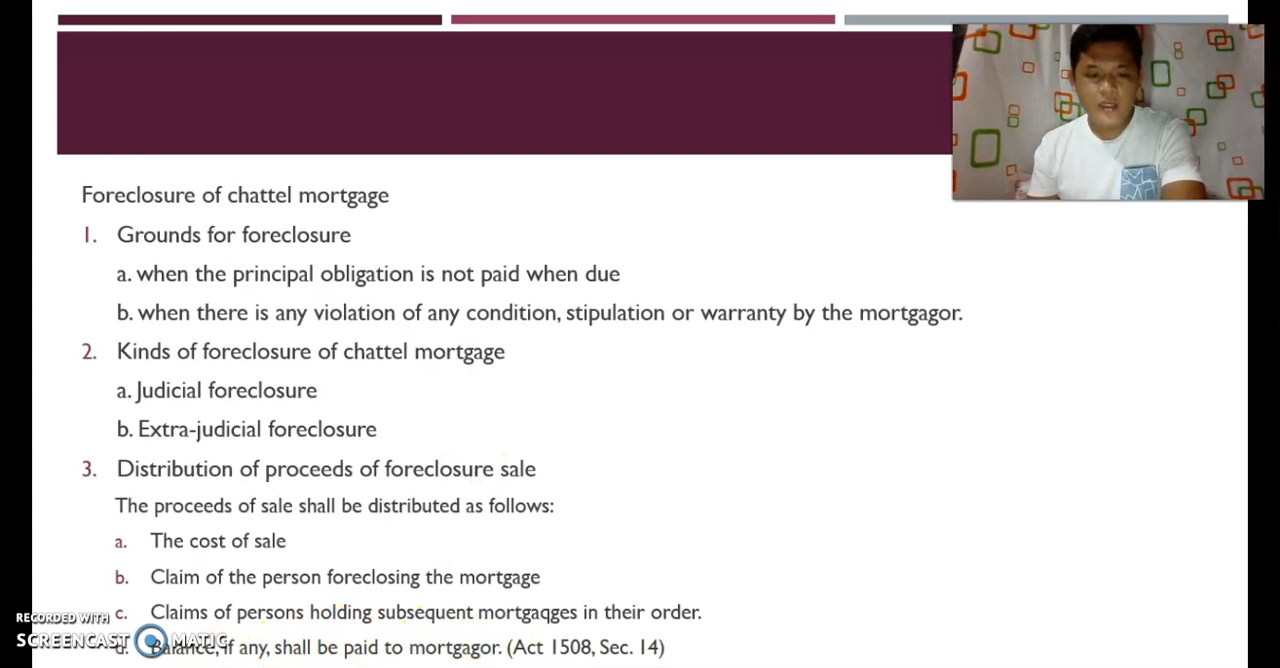 Foreclosure of chattel mortgage
1. Grounds for foreclosure
a. when the principal obligation is not paid when due
b. when there is any violation of any condition, stipulation or warranty by the mortgagor.
2. Kinds of foreclosure of chattel mortgage
a. Judicial foreclosure
b. Extra-judicial foreclosure
3. Distribution of proceeds of foreclosure sale
The proceeds of sale shall be distributed as follows:
a. The cost of sale
b. Claim of the person foreclosing the mortgage
c. Claims of persons holding subsequent mortgaqges in their order.
d. Balance, if any, shall be paid to mortgagor. (Act 1508, Sec. 14)
RECORDED WITH
SCREENCAST MATIC